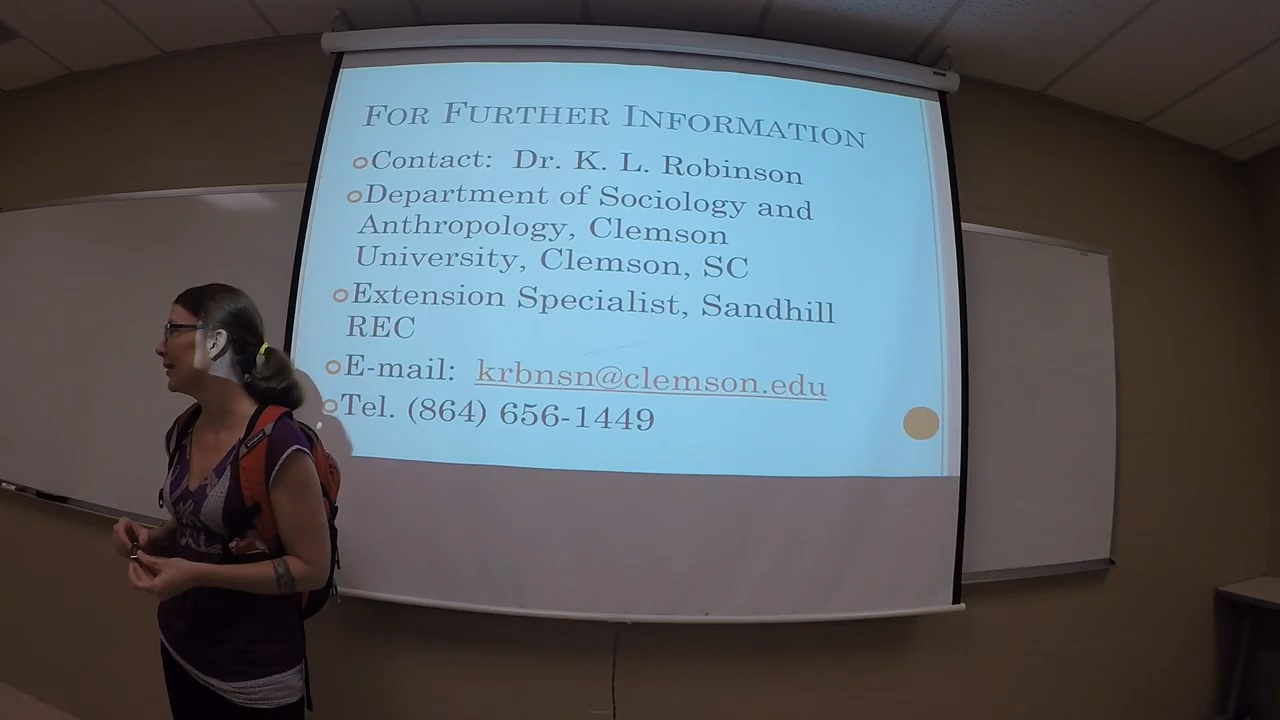 FOR FURTHER INFORMATION
Contact: Dr. K. L. Robinson
Department of Sociology and
Anthropology, Clemson
University, Clemson, SC
Extension Specialist, Sandhill
REC
E-mail: krbnsn@clemson.edu
Tel. (864) 656-1449